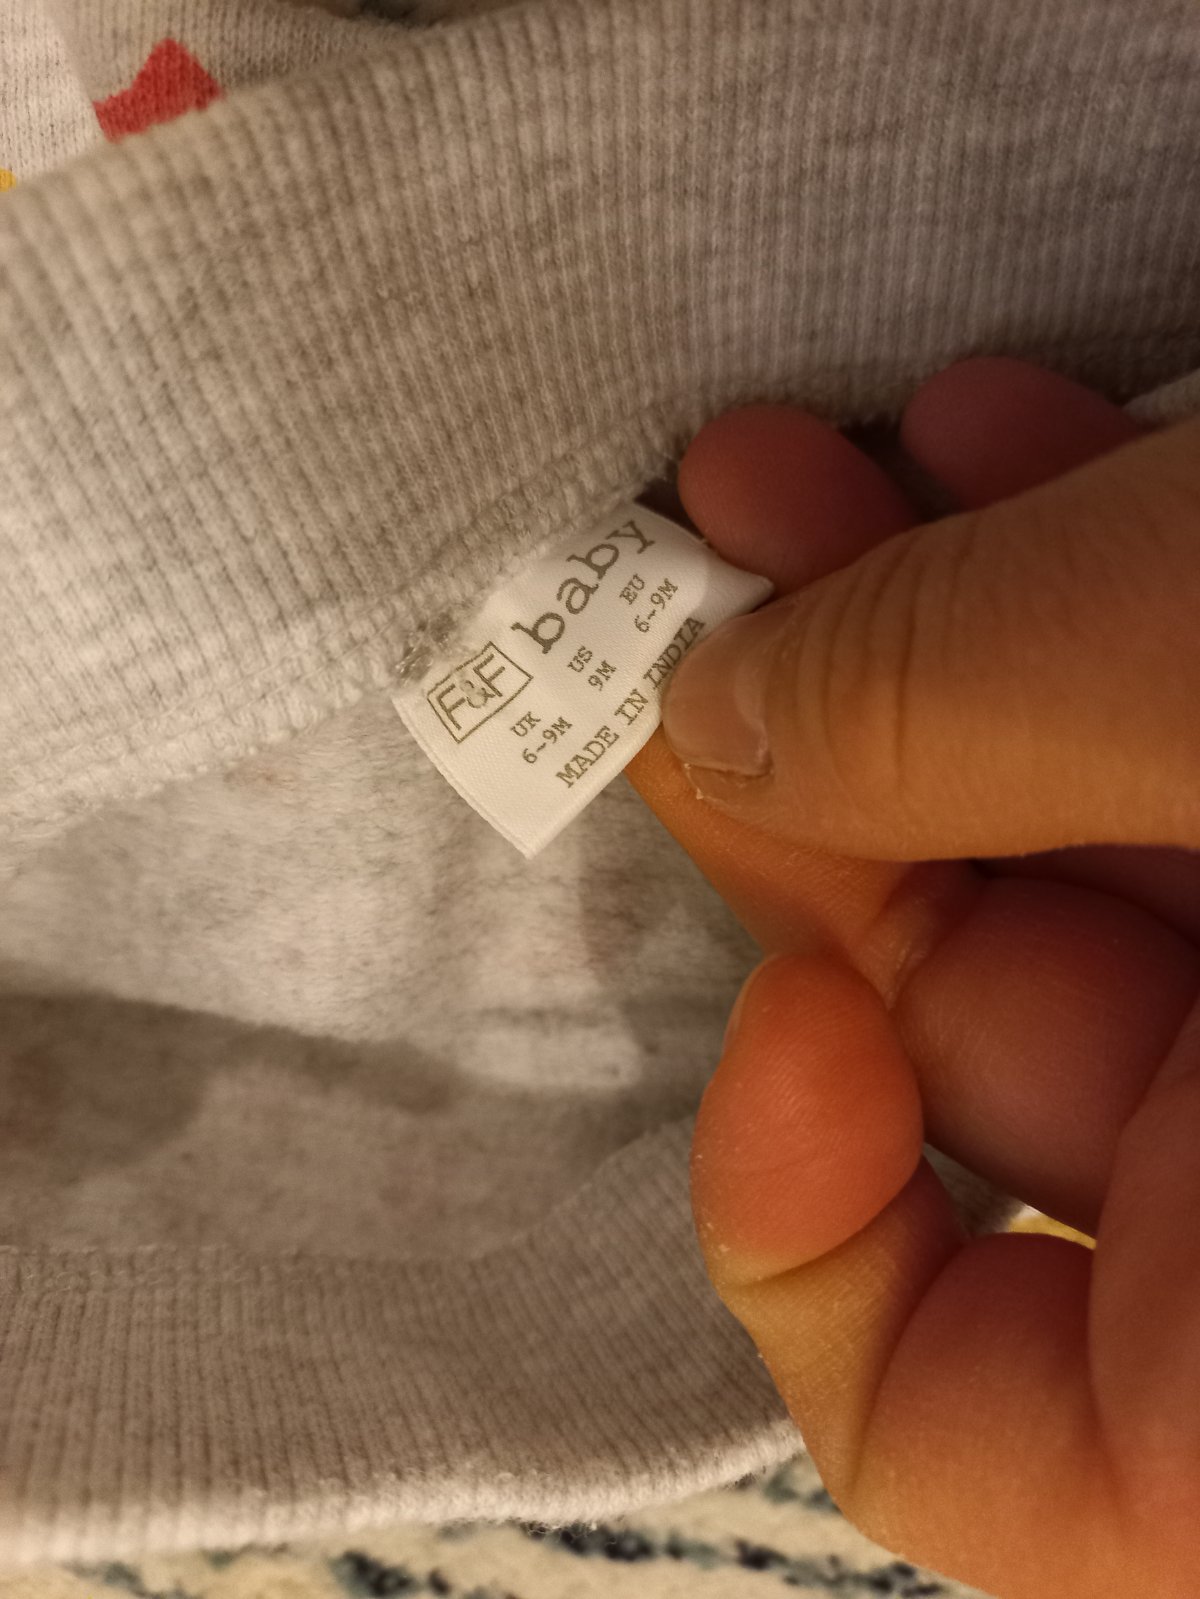 F&F baby
UK US EU
6-9M 9M 6-9M
MADE IN INDIA